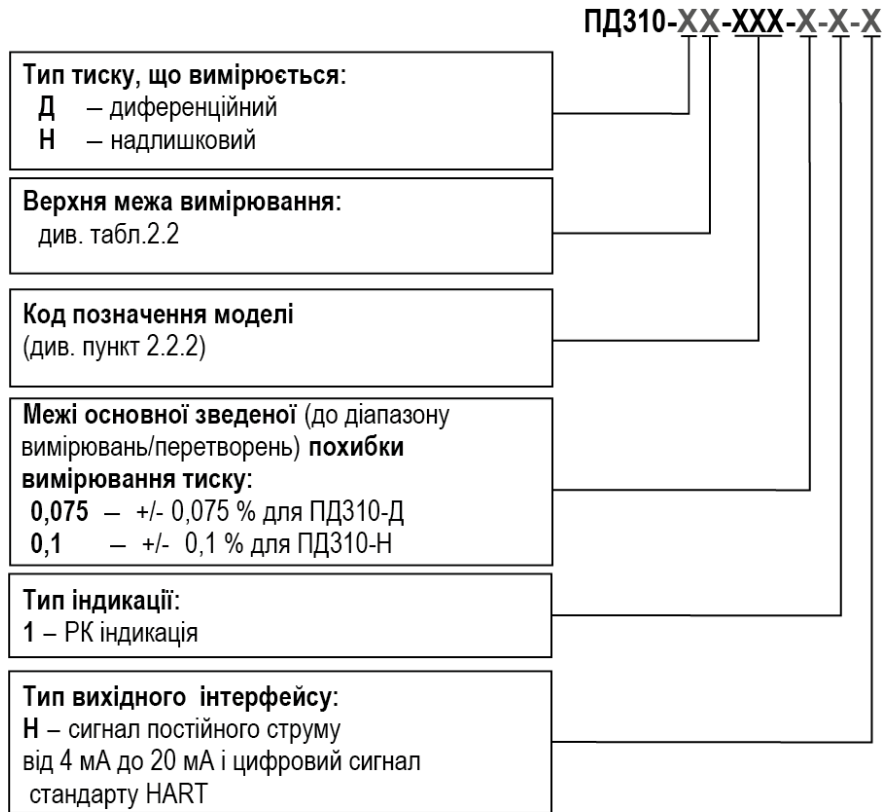 ПД310-XX-XXX-X-X-X
Тип тиску, що вимірюється:
Д – диференційний
Н – надлишковий
Верхня межа вимірювання:
див. табл.2.2
Код позначення моделі
(див. пункт 2.2.2)
Межі основної зведеної (до діапазону
вимірювань/перетворень) похибки
вимірювання тиску:
0,075 – +/- 0,075 % для ПД310-Д
0,1 – +/- 0,1 % для ПД310-Н
Тип індикації:
1 – РК індикація
Тип вихідного інтерфейсу:
Н – сигнал постійного струму
від 4 мА до 20 мА і цифровий сигнал
стандарту HART